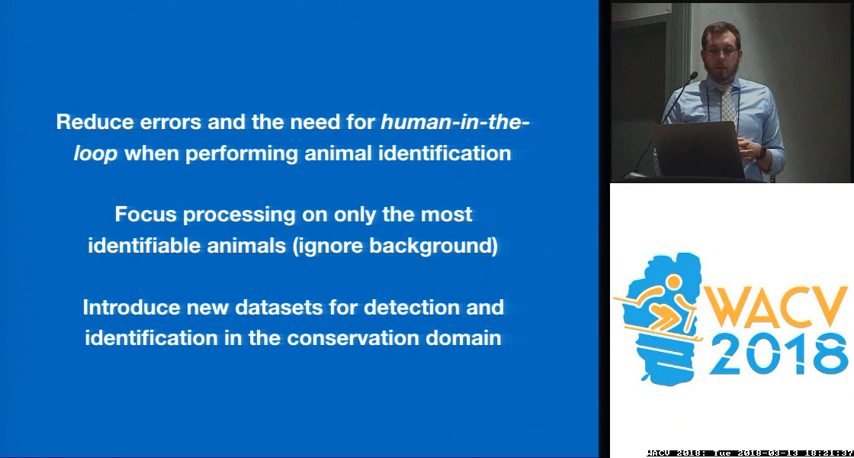 Reduce errors and the need for human-in-the-
loop when performing animal identification
Focus processing on only the most
identifiable animals (ignore background)
Introduce new datasets for detection and
identification in the conservation domain
WACV
2018
WACV 2018: Tue 2018-03-13 18:21:37